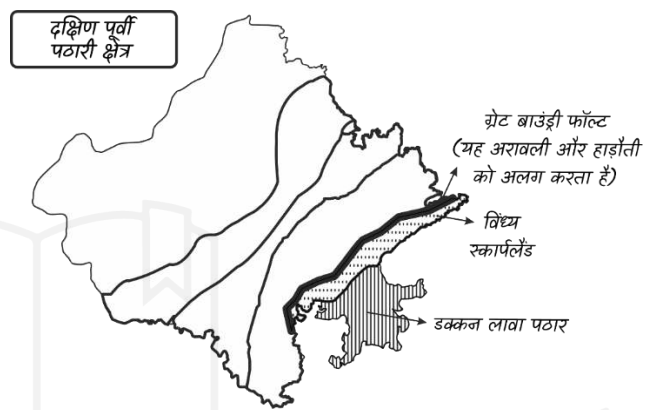 दक्षिण पूर्वी
पठारी क्षेत्र
ग्रेट बाउंड्री फॉल्ट
(यह अरावली और हाड़ौती
को अलग करता है)
विंध्य
स्कार्पलैंड
डक्कन लावा पठार